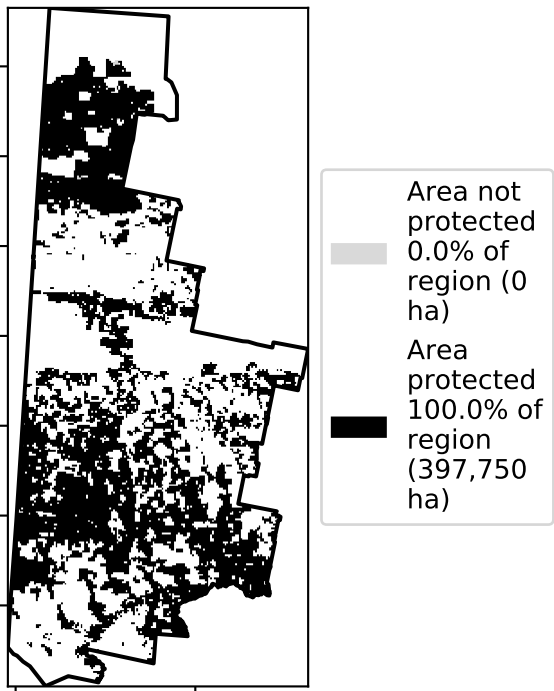 Area not
protected
0.0% of
region (0
ha)
Area
protected
100.0% of
region
(397,750
ha)